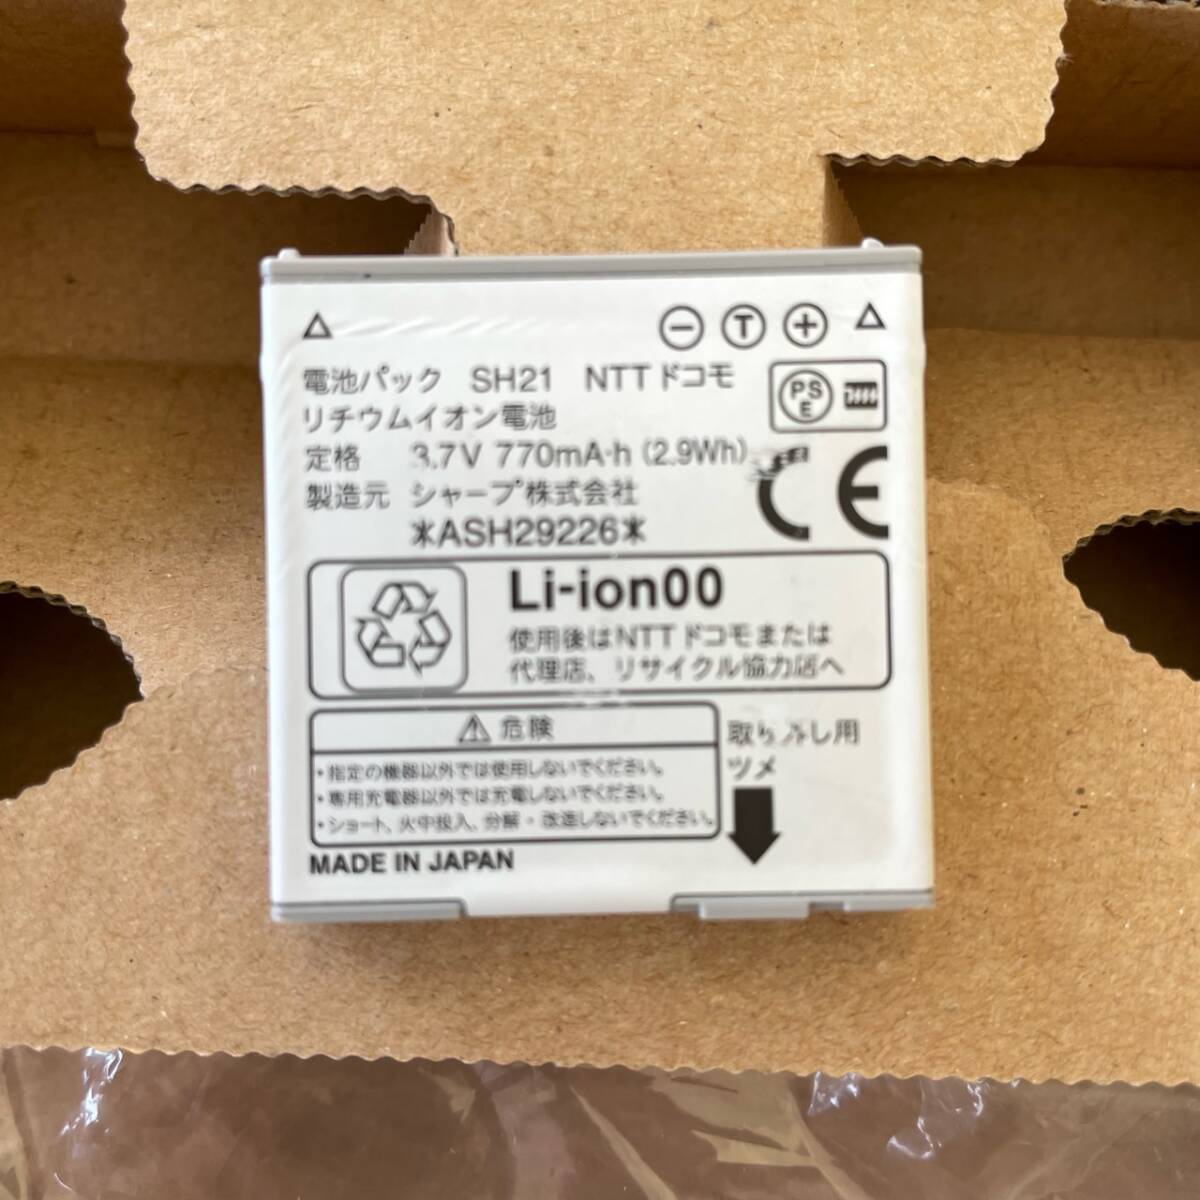 T
電池パック SH21 NTTドコモ
PS
E
リチウムイオン電池
定格 3.7V 770mA·h (2.9Wh)
製造元 シャープ株式会社
CE
*ASH29226*
Li-ion00
使用後はNTTドコモまたは
代理店、リサイクル協力店へ
⚠危険
・指定の機器以外では使用しないでください。
・専用充電器以外では充電しないでください。
・ショート、火中投入、分解・改造しないでください。
取り外し用
ツメ
MADE IN JAPAN